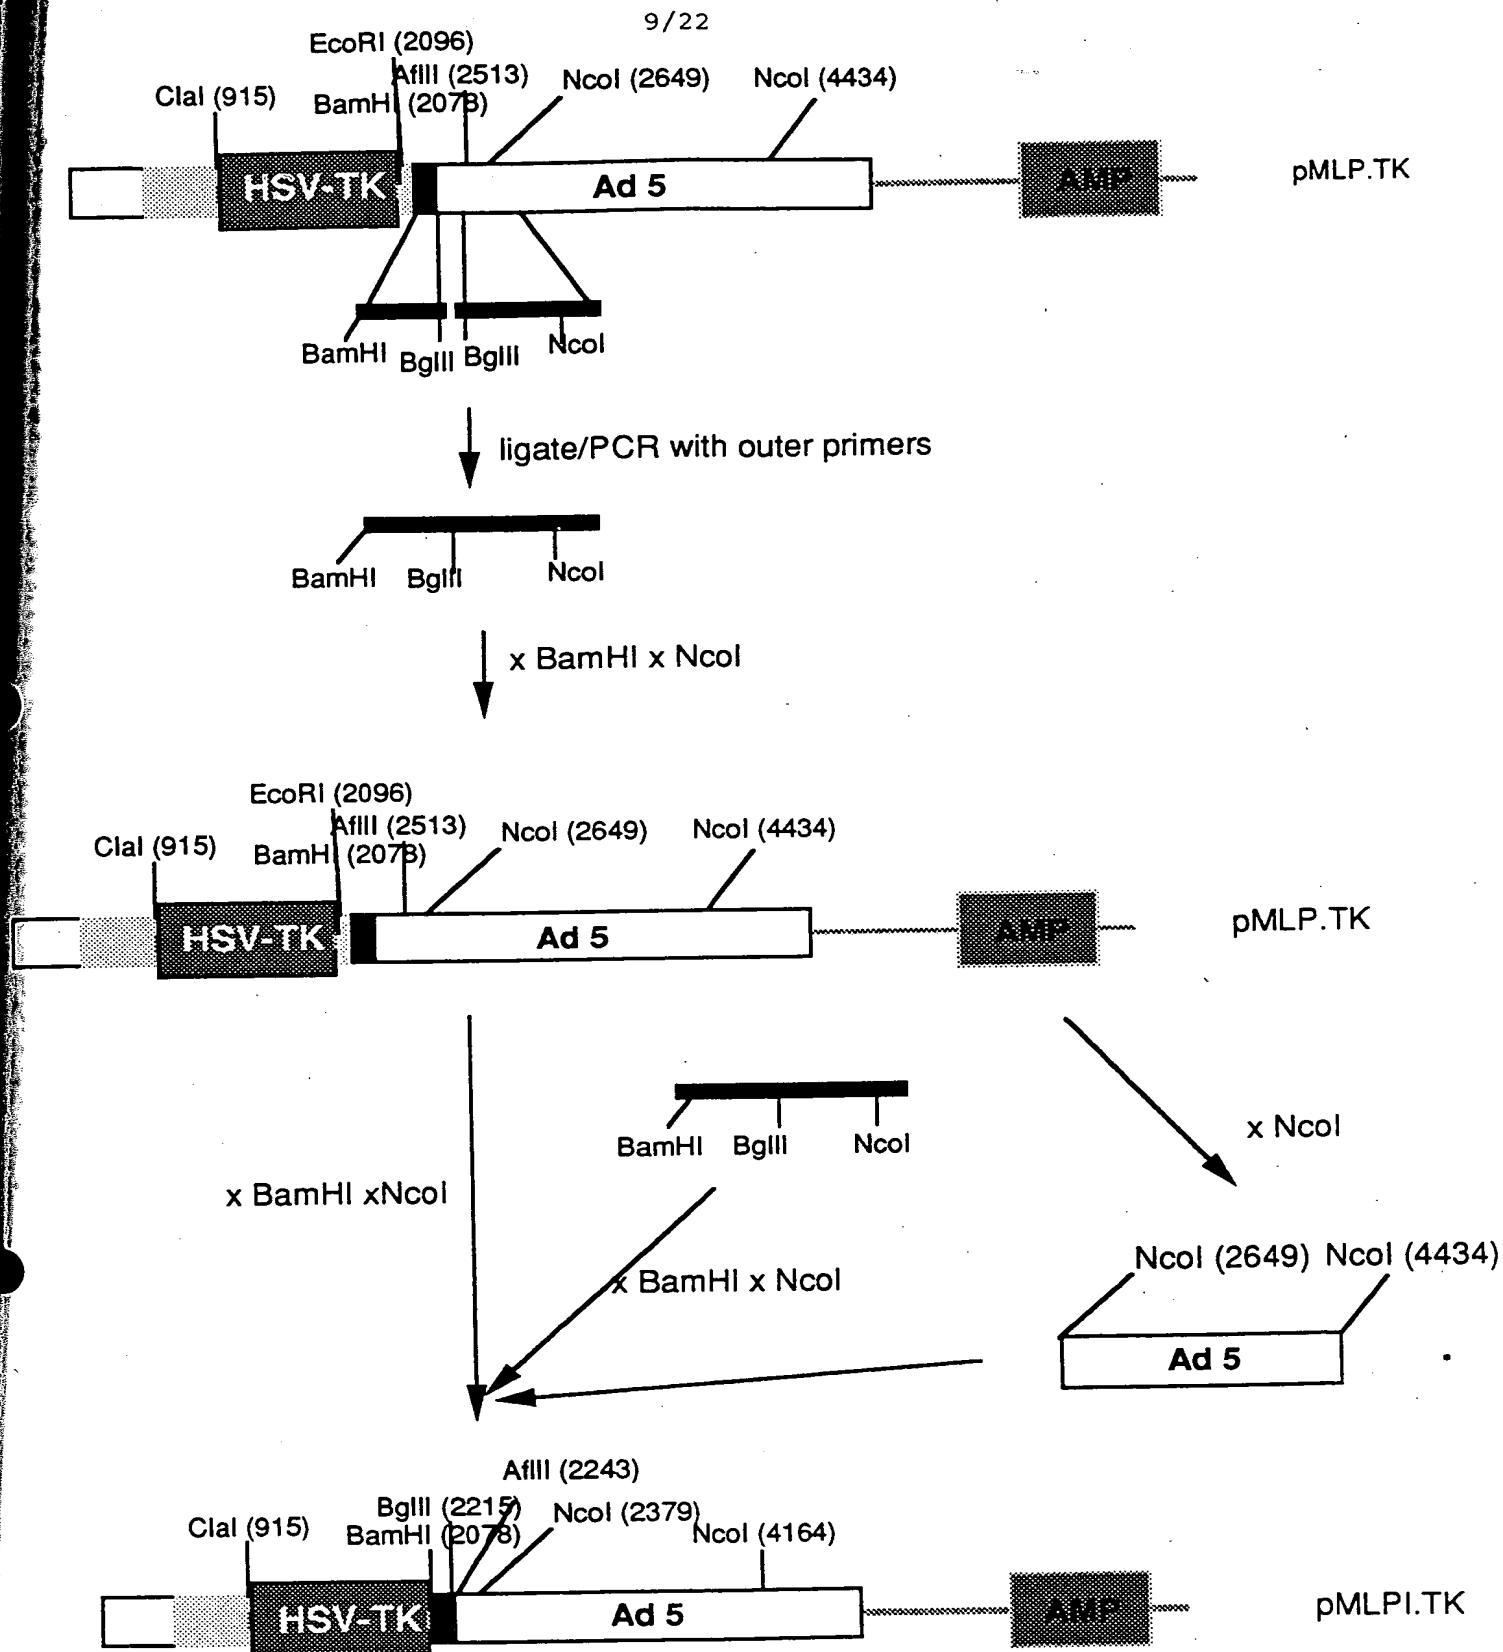 9/22
EcoRI (2096)
AflII (2513)
NcoI (2649)
NcoI (4434)
ClaI (915)
BamHI (2078)
HSV-TK
Ad 5
AMP
pMLP.TK
BamHI
BglII
BglII
NcoI
ligate/PCR with outer primers
BamHI
BglII
NcoI
x BamHI x NcoI
EcoRI (2096)
AflII (2513)
NcoI (2649)
NcoI (4434)
ClaI (915)
BamHI (2078)
HSV-TK
Ad 5
AMP
pMLP.TK
BamHI
BglII
NcoI
x NcoI
x BamHI xNcoI
x BamHI x NcoI
NcoI (2649)
NcoI (4434)
Ad 5
AflII (2243)
BglII (2215)
NcoI (2379)
NcoI (4164)
ClaI (915)
BamHI (2078)
HSV-TK
Ad 5
AMP
pMLPI.TK